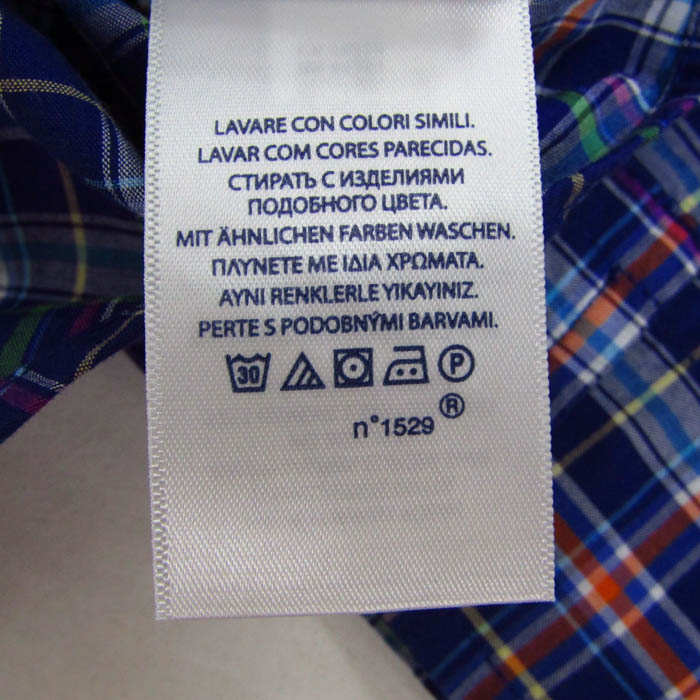 LAVARE CON COLORI SIMILI.
LAVAR COM CORES PARECIDAS.
СТИРАТЬ С ИЗДЕЛИЯМИ
ПОДОБНОГО ЦВЕТА.
MIT ÄHNLICHEN FARBEN WASCHEN.
ΠΛΥΝΕΤΕ ΜΕ ΙΔΙΑ ΧΡΩΜΑΤΑ.
AYNI RENKLERLE YIKAYINIZ.
PERTE S PODOBNÝMI BARVAMI.
30 P
n°1529 ®